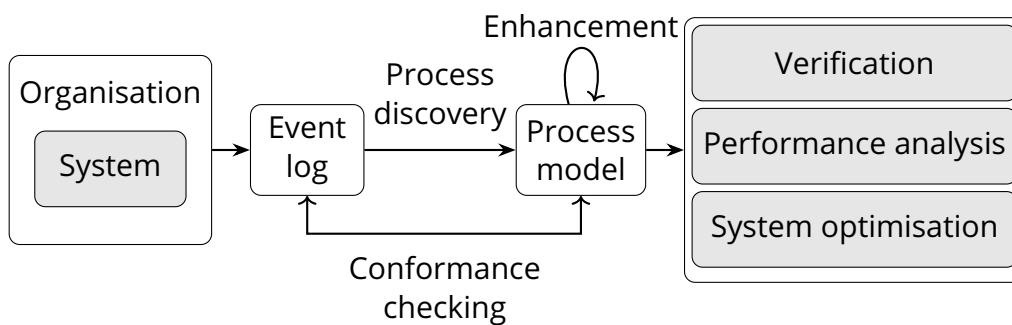 Organisation
System
Event
log
Process
discovery
Enhancement
Process
model
Conformance
checking
Verification
Performance analysis
System optimisation